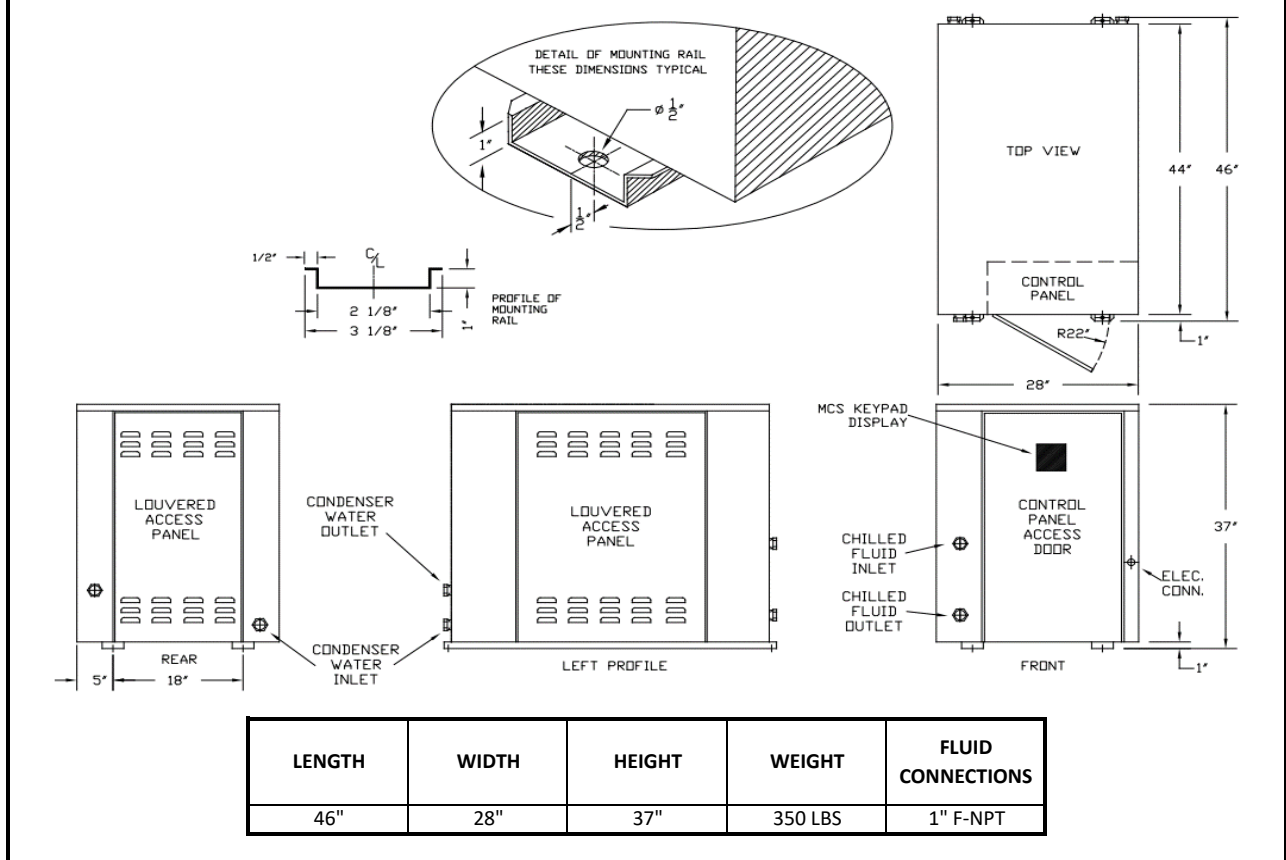 DETAIL OF MOUNTING RAIL
THESE DIMENSIONS TYPICAL
Ø 1/2"
1"
1/2"
TOP VIEW
44"
46"
CONTROL
PANEL
R22"
1"
28"
1/2"
C/L
2 1/8"
3 1/8"
1"
PROFILE OF
MOUNTING
RAIL
LOUVERED
ACCESS
PANEL
REAR
5"
18"
CONDENSER
WATER
OUTLET
CONDENSER
WATER
INLET
LOUVERED
ACCESS
PANEL
LEFT PROFILE
MCS KEYPAD
DISPLAY
CHILLED
FLUID
INLET
CHILLED
FLUID
OUTLET
CONTROL
PANEL
ACCESS
DOOR
37"
ELEC.
CONN.
FRONT
1"
LENGTH WIDTH HEIGHT WEIGHT FLUID CONNECTIONS
46" 28" 37" 350 LBS 1" F-NPT